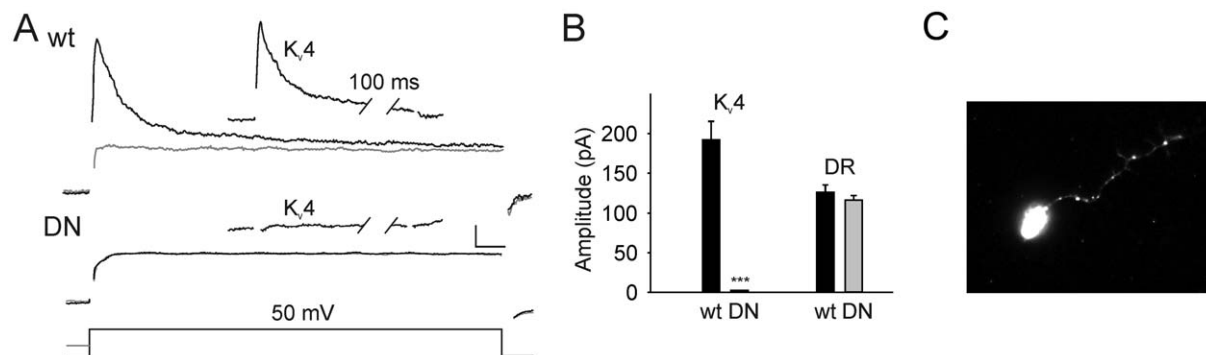 A
wt
Kv4
100 ms
DN
Kv4
50 mV
B
Amplitude (pA)
200
150
100
50
0
Kv4
DR
***
wt DN
wt DN
C